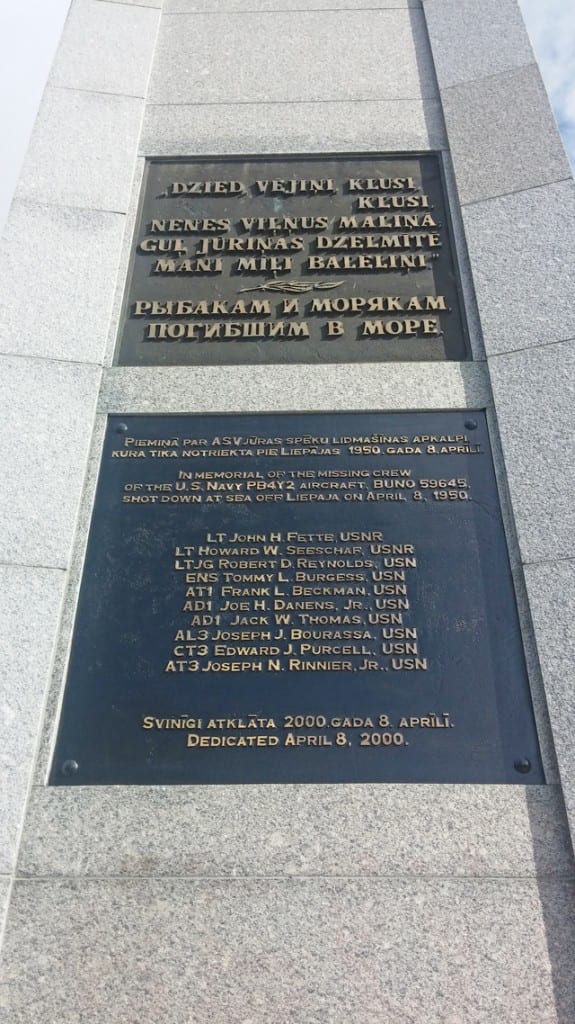 „DZIED, VĒJIŅI, KLUSI,
KLUSI,
NENES VIĻŅUS MALIŅĀ,
GUĻ JŪRIŅAS DZELMĪTĒ
MANI MIĻI BĀLELIŅI.”
РЫБАКАМ И МОРЯКАМ,
ПОГИБШИМ В МОРЕ.
PIEMIŅĀ PAR ASV JŪRAS SPĒKU LIDMAŠĪNAS APKALPI
KURA TIKA NOTRIEKTA PIE LIEPĀJAS 1950. GADA 8. APRĪLĪ.
IN MEMORIAL OF THE MISSING CREW
OF THE U.S. NAVY PB4Y2 AIRCRAFT, BUNO 59645,
SHOT DOWN AT SEA OFF LIEPAJA ON APRIL 8, 1950.
LT JOHN H. FETTE USNR
LT HOWARD W. SEESCHAF, USNR
LTJG ROBERT D. REYNOLDS, USN
ENS TOMMY L. BURGESS, USN
AT1 FRANK L. BECKMAN, USN
AD1 JOE H. DANENS, JR., USN
AD1 JACK W. THOMAS, USN
AL3 JOSEPH J. BOURASSA, USN
CT3 EDWARD J. PURCELL, USN
AT3 JOSEPH N. RINNIER, JR., USN
SVINĪGI ATKLĀTA 2000. GADA 8. APRĪLĪ.
DEDICATED APRIL 8, 2000.